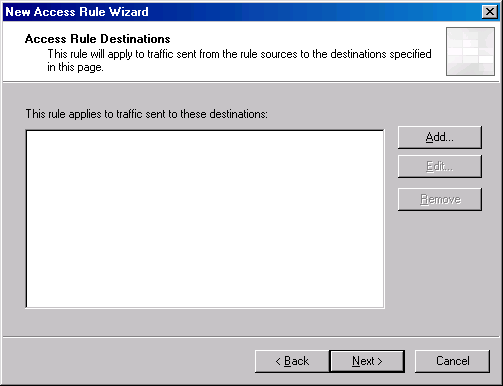 New Access Rule Wizard
Access Rule Destinations
This rule will apply to traffic sent from the rule sources to the destinations specified
in this page.
This rule applies to traffic sent to these destinations:
Add...
Edit...
Remove
< Back
Next >
Cancel